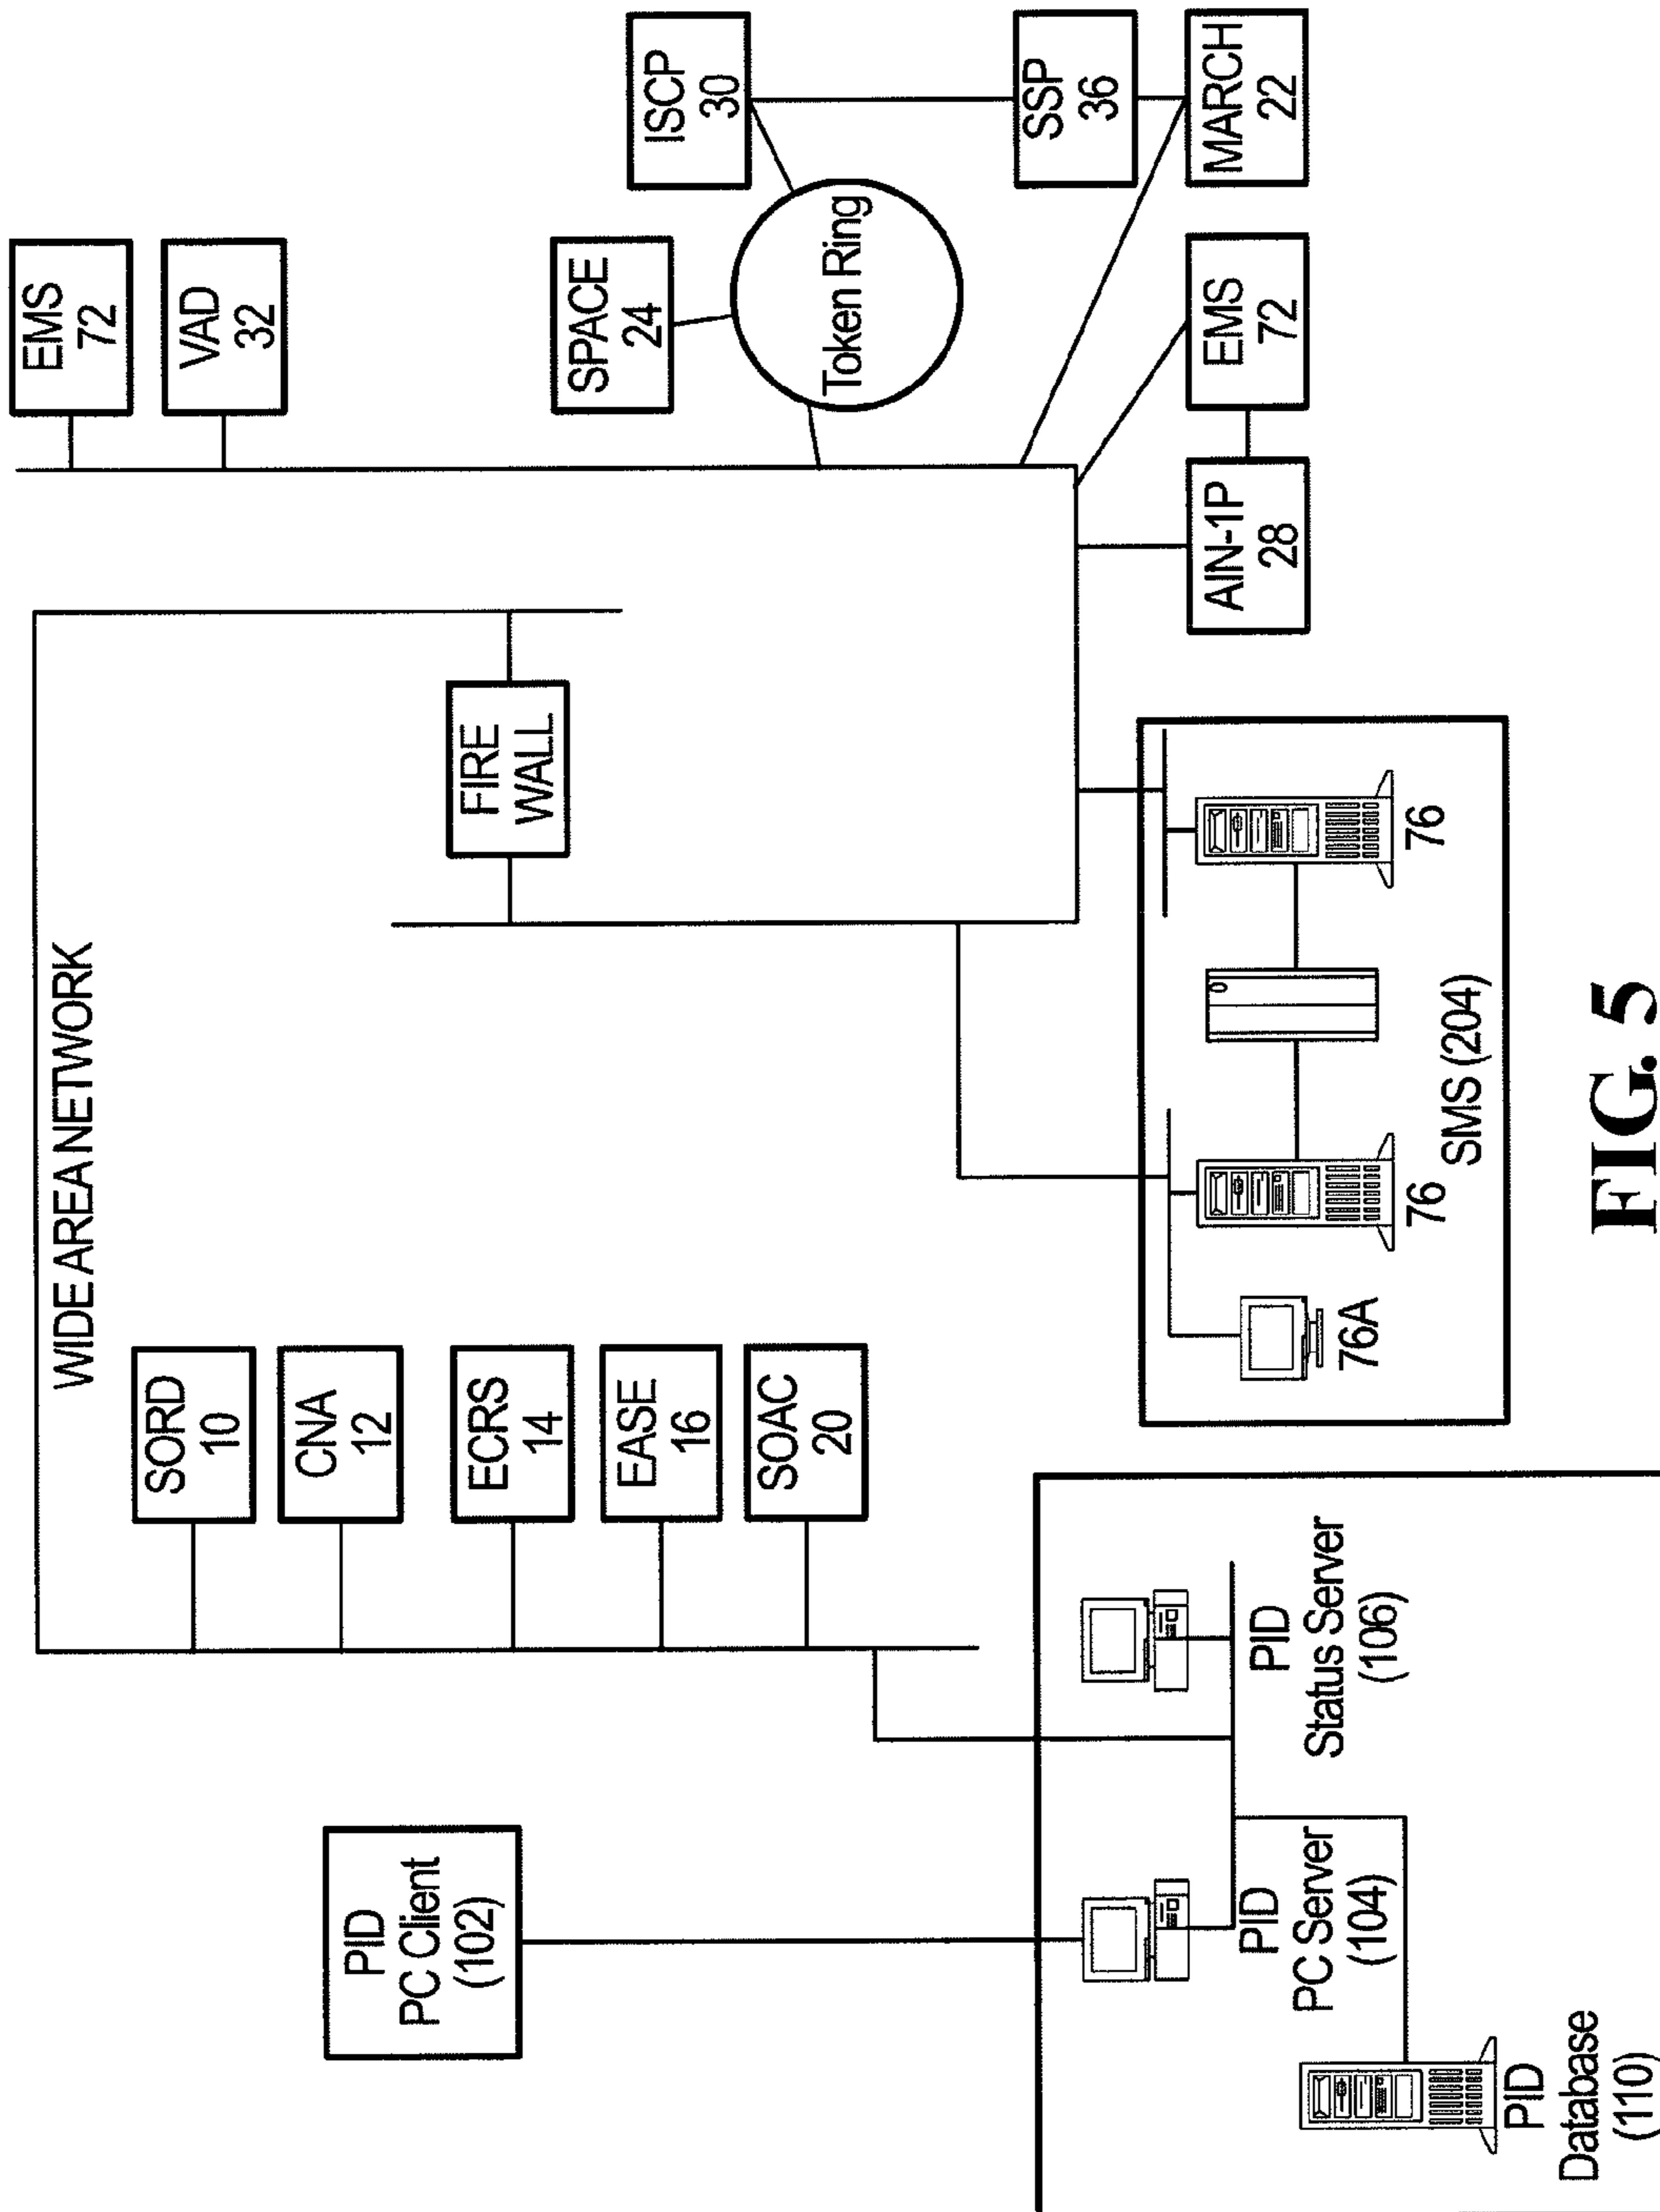 WIDE AREA NETWORK
PID
PC Client
(102)
SORD
10
CNA
12
ECRS
14
EASE
16
SOAC
20
FIRE
WALL
EMS
72
VAD
32
SPACE
24
Token Ring
ISCP
30
SSP
36
MARCH
22
EMS
72
AIN-1P
28
PID
Status Server
(106)
PID
PC Server
(104)
PID
Database
(110)
76A
76
76
SMS (204)
FIG. 5